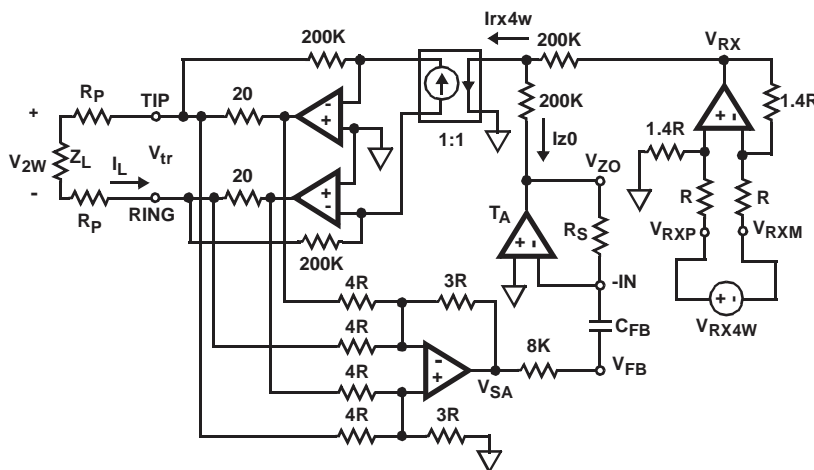 Irx4w
200K
200K
VRX
RP
TIP
20
1.4R
+
200K
1.4R
V2W
ZL
Vtr
1:1
Iz0
-
IL
20
VZO
R
R
RP
RING
TA
RS
VRXP
VRXM
200K
-IN
4R
3R
VRX4W
CFB
4R
8K
4R
VSA
VFB
4R
3R